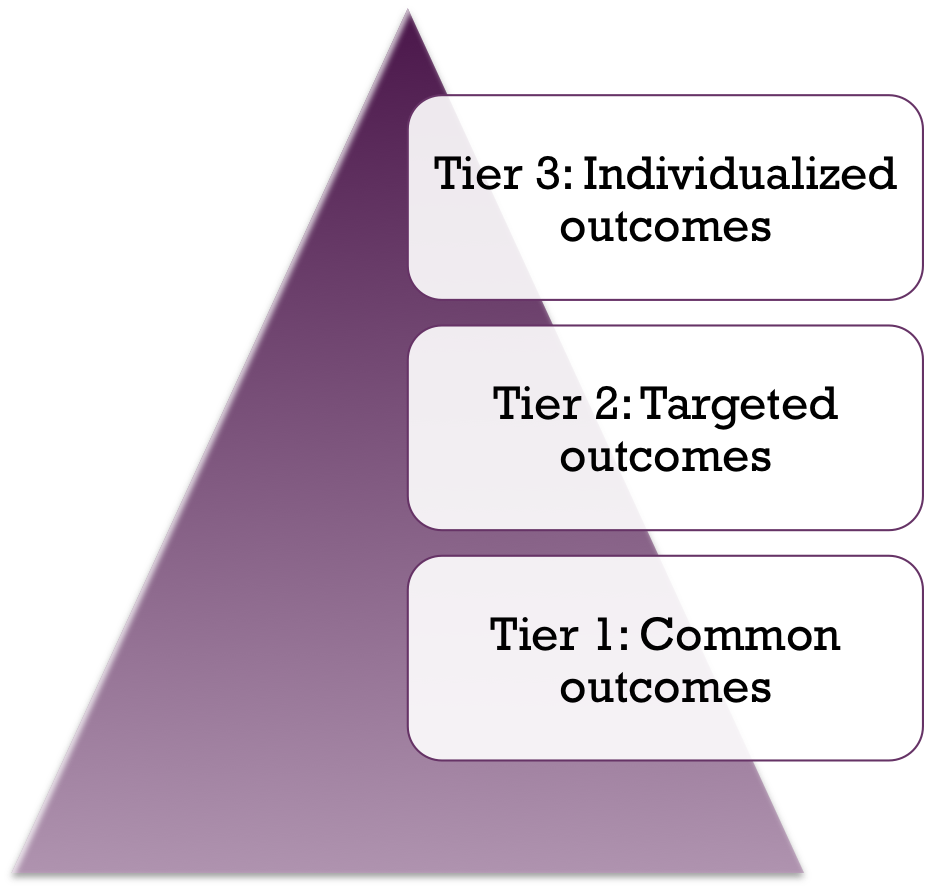 Tier 3: Individualized
outcomes
Tier 2: Targeted
outcomes
Tier 1: Common
outcomes